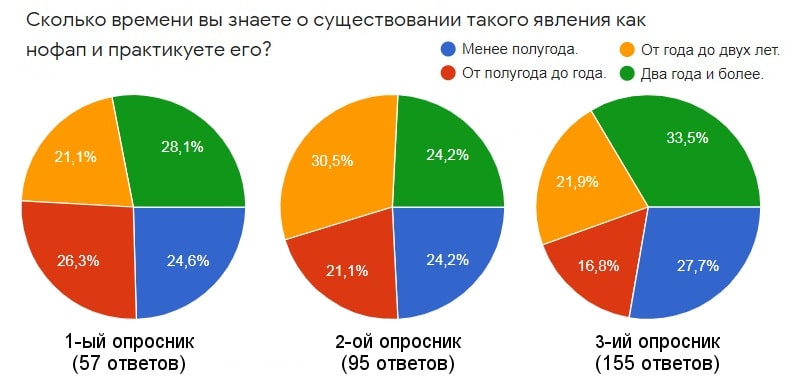 Сколько времени вы знаете о существовании такого явления как
нофап и практикуете его?
Менее полугода.
От года до двух лет.
От полугода до года.
Два года и более.
21,1%
28,1%
26,3%
24,6%
30,5%
24,2%
21,1%
24,2%
33,5%
21,9%
16,8%
27,7%
1-ый опросник
(57 ответов)
2-ой опросник
(95 ответов)
3-ий опросник
(155 ответов)